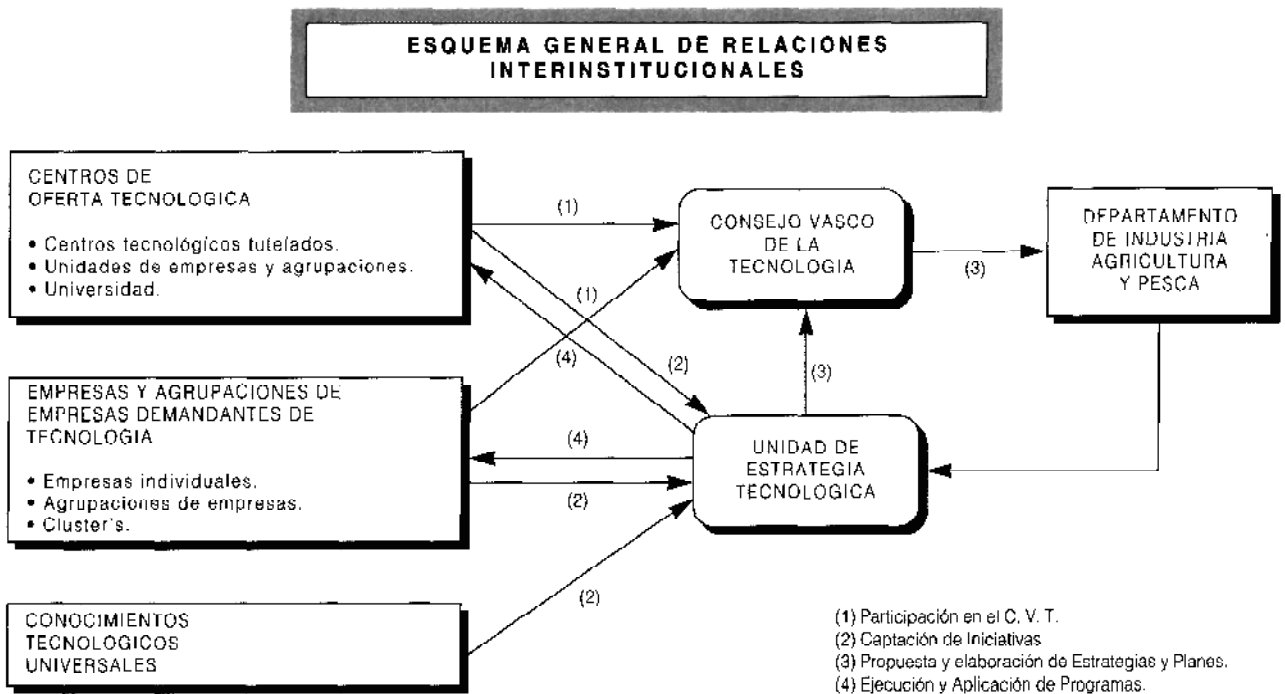 ESQUEMA GENERAL DE RELACIONES
INTERINSTITUCIONALES
CENTROS DE
OFERTA TECNOLOGICA
• Centros tecnológicos tutelados.
• Unidades de empresas y agrupaciones.
• Universidad.
EMPRESAS Y AGRUPACIONES DE
EMPRESAS DEMANDANTES DE
TECNOLOGIA
• Empresas individuales.
• Agrupaciones de empresas.
• Cluster's.
CONOCIMIENTOS
TECNOLOGICOS
UNIVERSALES
(1)
(1)
(4)
(2)
(4)
(2)
(2)
CONSEJO VASCO
DE LA
TECNOLOGIA
(3)
(3)
UNIDAD DE
ESTRATEGIA
TECNOLOGICA
DEPARTAMENTO
DE INDUSTRIA
AGRICULTURA
Y PESCA
(1) Participación en el C. V. T.
(2) Captación de Iniciativas
(3) Propuesta y elaboración de Estrategias y Planes.
(4) Ejecución y Aplicación de Programas.